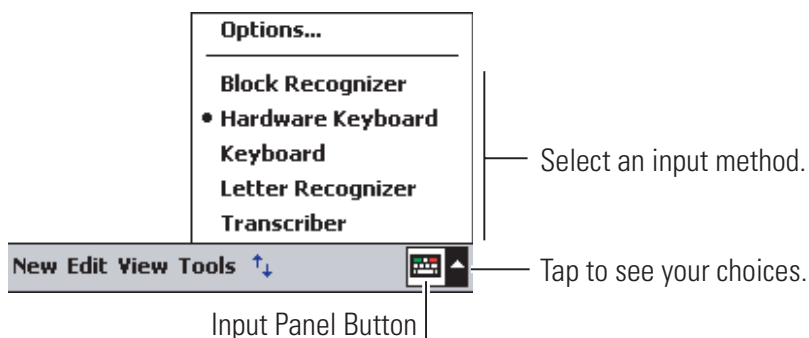 Options...
Block Recognizer
• Hardware Keyboard
Keyboard
Letter Recognizer
Transcriber
Select an input method.
New Edit View Tools
Tap to see your choices.
Input Panel Button